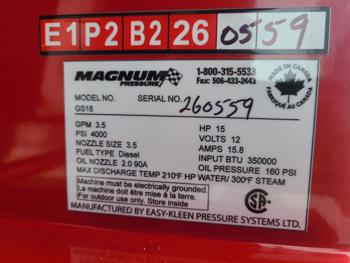 E1 P2 B2 26 0559
MAGNUM
PRESSURE
1-800-315-5533
Fax: 506-433-2443
MADE IN CANADA
FABRIQUÉ AU CANADA
MODEL NO.
SERIAL NO. 260559
GS18
GPM 3.5
HP 15
PSI 4000
VOLTS 12
NOZZLE SIZE 3.5
AMPS 15.8
FUEL TYPE Diesel
INPUT BTU 350000
OIL NOZZLE 2.0 90A
OIL PRESSURE 160 PSI
MAX DISCHARGE TEMP 210°F HP WATER/ 300°F STEAM
Machine must be electrically grounded.
La machine doit être mise à la terre.
For outdoor use only. Store inside
MANUFACTURED BY EASY-KLEEN PRESSURE SYSTEMS LTD.